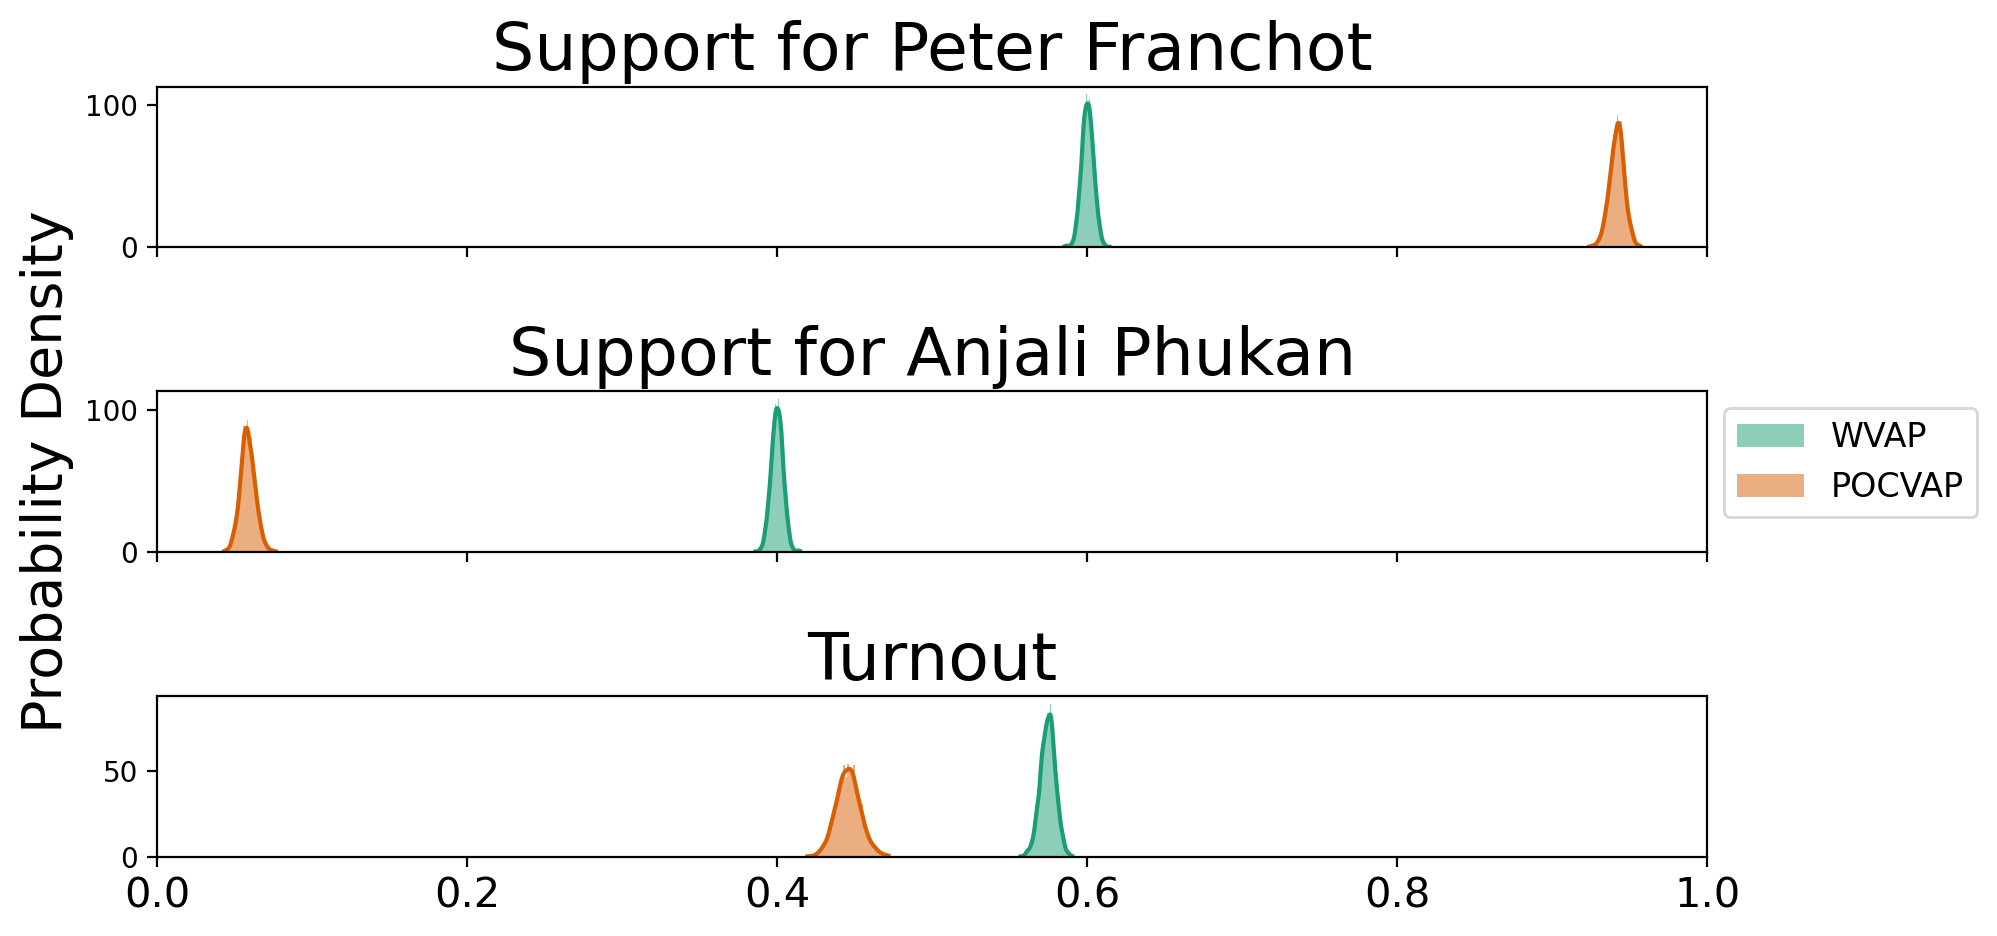 Support for Peter Franchot
100
0
Support for Anjali Phukan
100
0
Probability Density
WVAP
POCVAP
Turnout
50
0
0.0 0.2 0.4 0.6 0.8 1.0